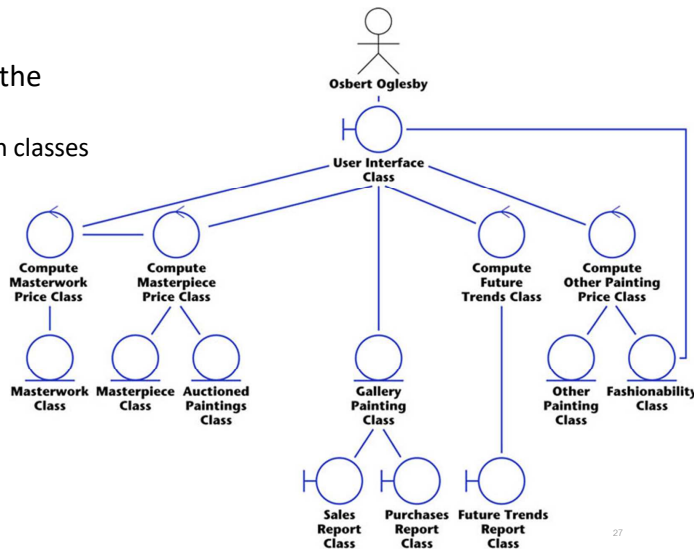 the
n classes
Osbert Oglesby
User Interface
Class
Compute
Masterwork
Price Class
Compute
Masterpiece
Price Class
Compute
Future
Trends Class
Compute
Other Painting
Price Class
Masterwork
Class
Masterpiece
Class
Auctioned
Paintings
Class
Gallery
Painting
Class
Other
Painting
Class
Fashionability
Class
Sales
Report
Class
Purchases
Report
Class
Future Trends
Report
Class
27